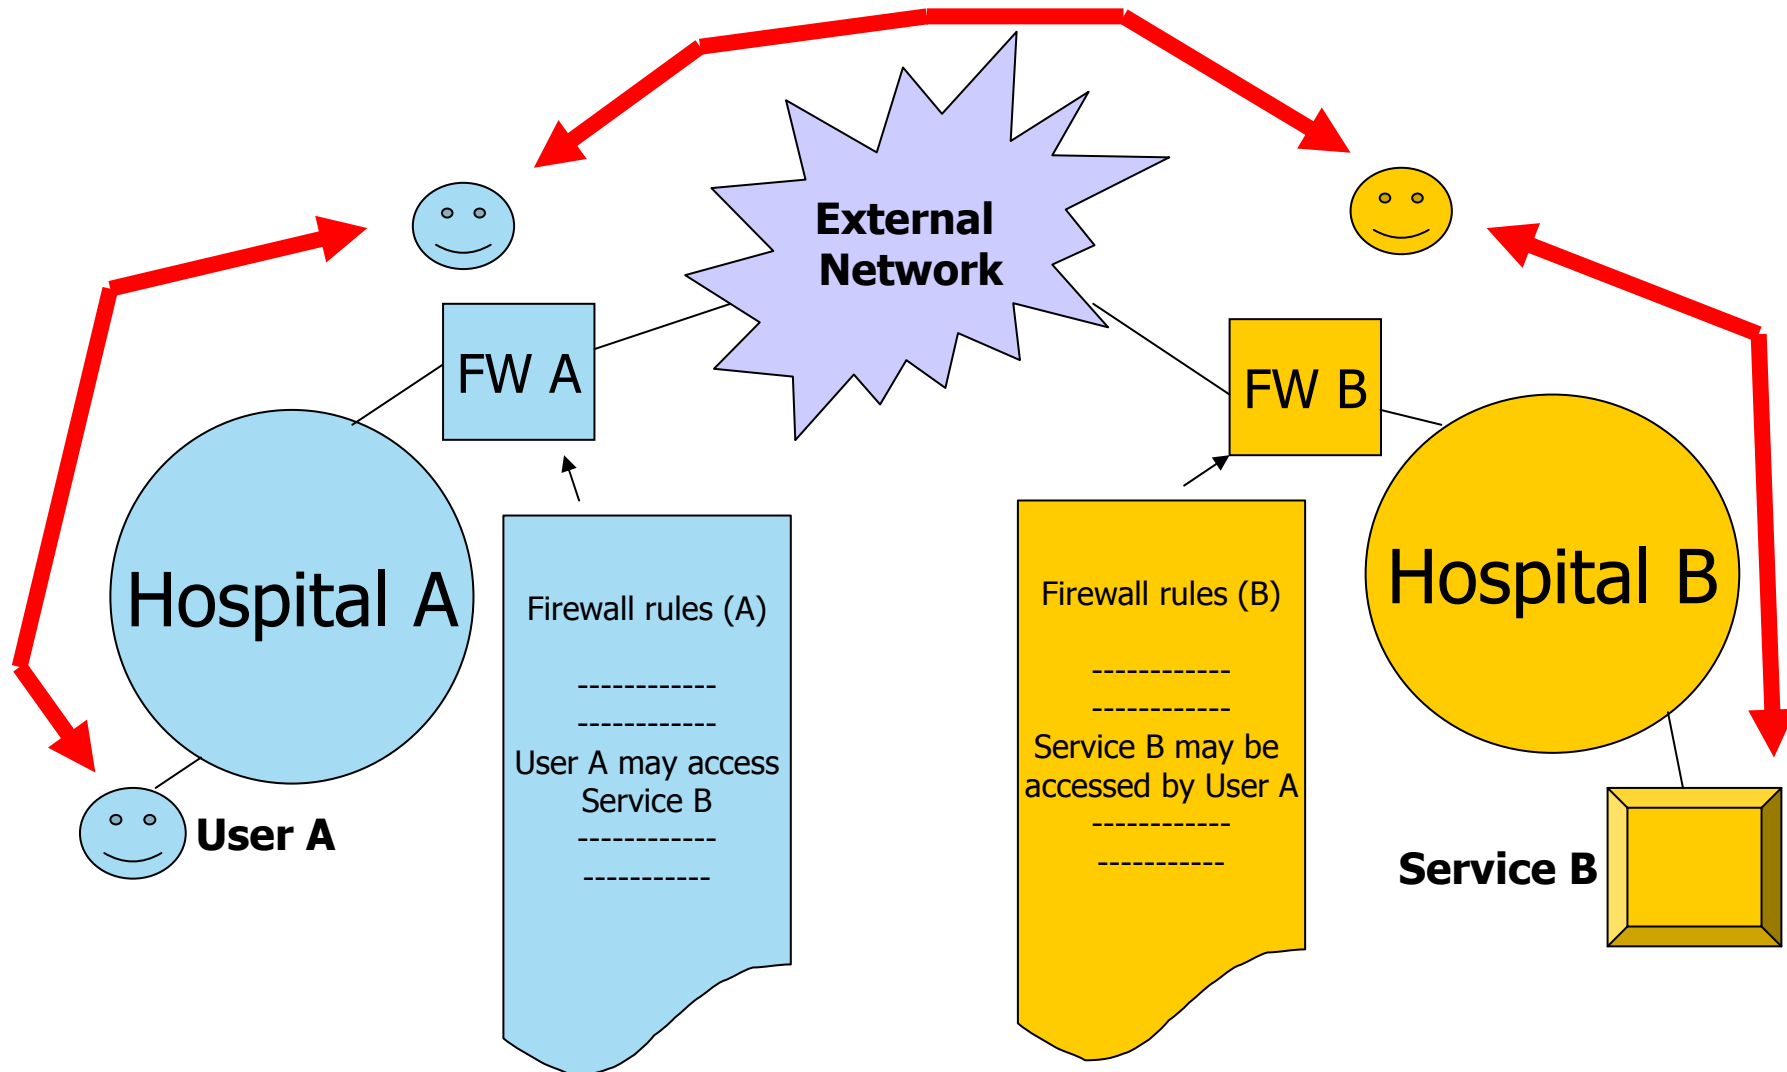 External
Network
FW A
FW B
Hospital A
Hospital B
Firewall rules (A)
------------
------------
User A may access
Service B
------------
-----------
Firewall rules (B)
------------
------------
Service B may be
accessed by User A
------------
-----------
User A
Service B